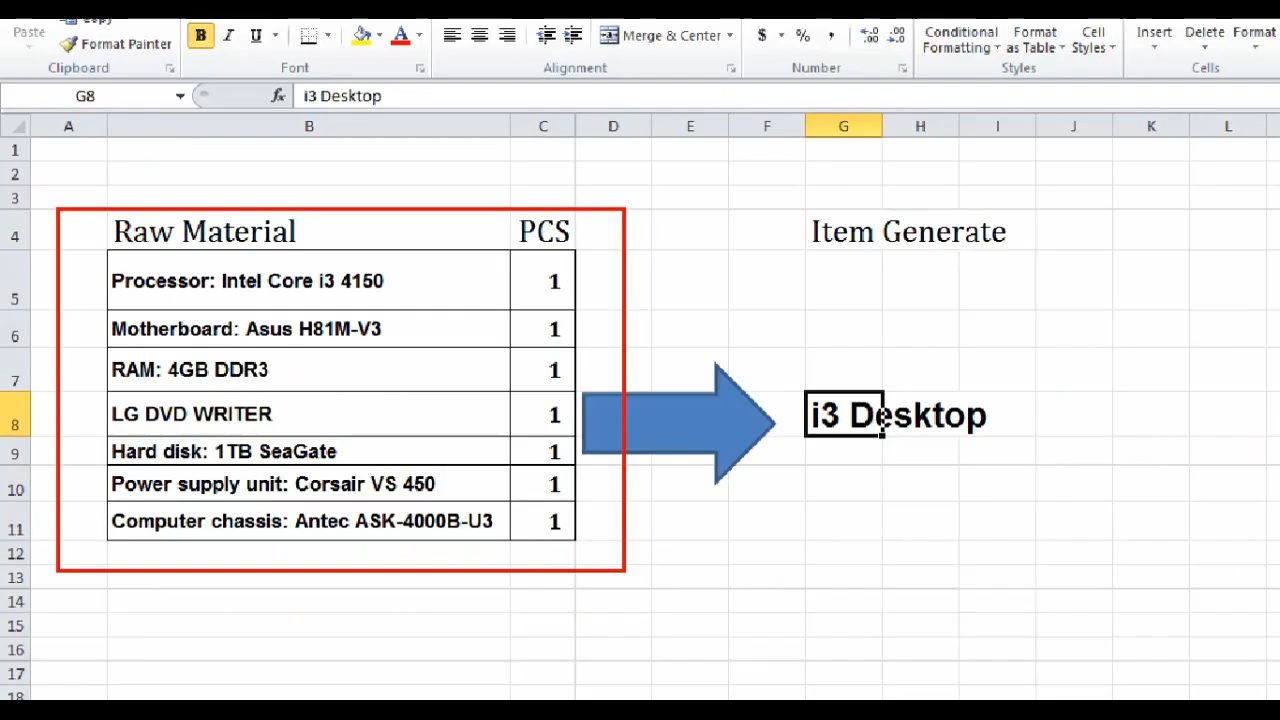 Copy
Paste
Format Painter
B I U A
Merge & Center
$ % ,
Conditional Formatting
Format as Table
Cell Styles
Insert Delete Format
Clipboard Font Alignment Number Styles Cells
G8 fx i3 Desktop
A B C D E F G H I J K L
1
2
3
4 Raw Material PCS Item Generate
5 Processor: Intel Core i3 4150 1
6 Motherboard: Asus H81M-V3 1
7 RAM: 4GB DDR3 1
8 LG DVD WRITER 1 i3 Desktop
9 Hard disk: 1TB SeaGate 1
10 Power supply unit: Corsair VS 450 1
11 Computer chassis: Antec ASK-4000B-U3 1
12
13
14
15
16
17
18